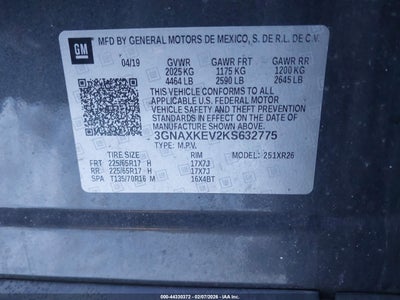 GM MFD BY GENERAL MOTORS DE MEXICO, S. DE R.L. DE C.V.
04/19 GVWR GAWR FRT GAWR RR
2025 KG 1175 KG 1200 KG
4464 LB 2590 LB 2645 LB
THIS VEHICLE CONFORMS TO ALL
APPLICABLE U.S. FEDERAL MOTOR
VEHICLE SAFETY AND THEFT PREVENTION
STANDARDS IN EFFECT ON THE DATE OF
MANUFACTURE SHOWN ABOVE.
3GNAXKEV2KS632775
TYPE: M.P.V. MODEL: 251XR26
TIRE SIZE RIM
FRT 225/65R17 H 17X7J
RR 225/65R17 H 17X7J
SPA T135/70R16 M 16X4BT
000-44330372 - 02/07/2026 - IAA Inc.